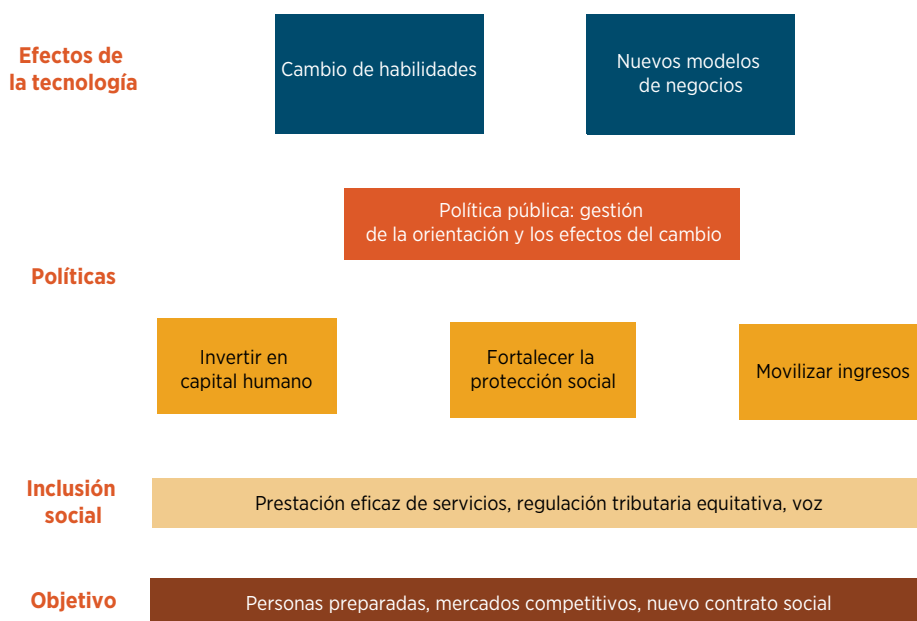 Efectos de
la tecnología
Cambio de habilidades
Nuevos modelos
de negocios
Política pública: gestión
de la orientación y los efectos del cambio
Políticas
Invertir en
capital humano
Fortalecer la
protección social
Movilizar ingresos
Inclusión
social
Prestación eficaz de servicios, regulación tributaria equitativa, voz
Objetivo
Personas preparadas, mercados competitivos, nuevo contrato social